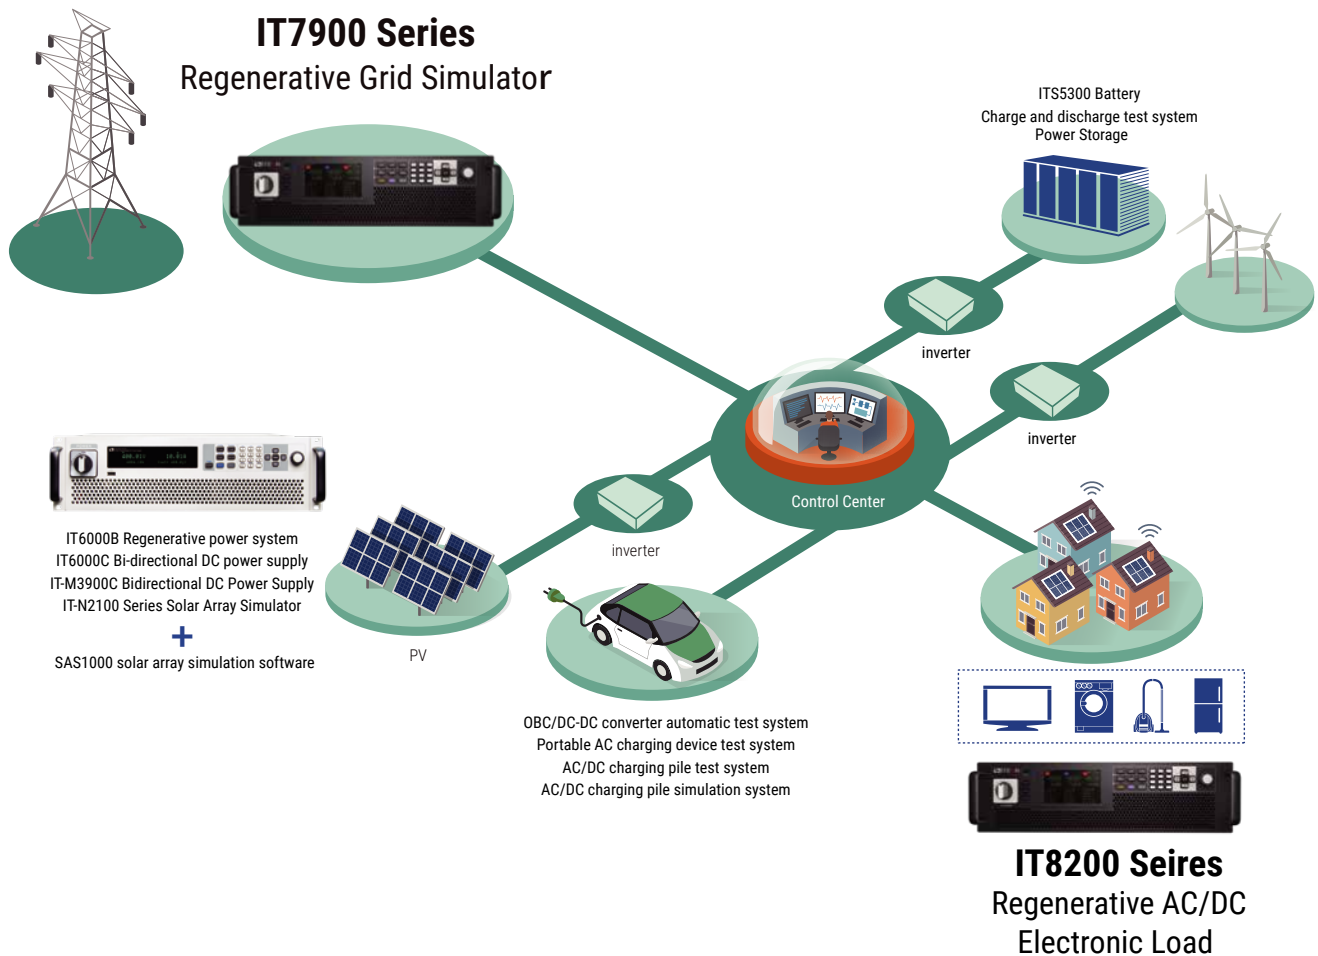 IT7900 Series
Regenerative Grid Simulator
ITS5300 Battery
Charge and discharge test system
Power Storage
inverter
inverter
Control Center
IT6000B Regenerative power system
IT6000C Bi-directional DC power supply
IT-M3900C Bidirectional DC Power Supply
IT-N2100 Series Solar Array Simulator
+
SAS1000 solar array simulation software
inverter
PV
OBC/DC-DC converter automatic test system
Portable AC charging device test system
AC/DC charging pile test system
AC/DC charging pile simulation system
IT8200 Seires
Regenerative AC/DC
Electronic Load